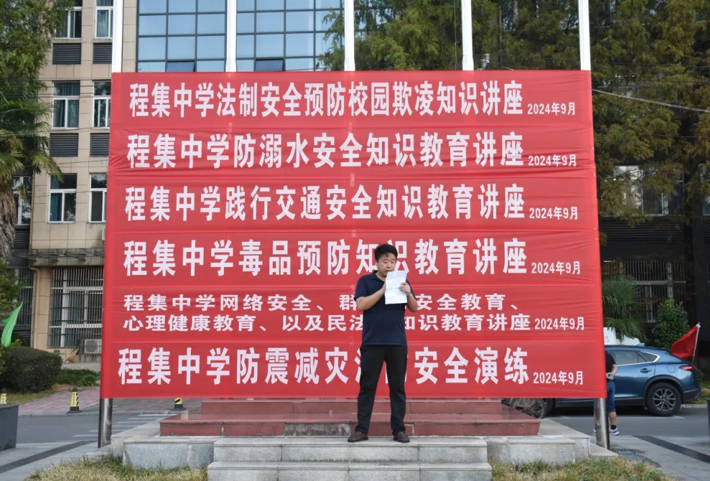 程集中学法制安全预防校园欺凌知识讲座 2024年9月
程集中学防溺水安全知识教育讲座 2024年9月
程集中学践行交通安全知识教育讲座 2024年9月
程集中学毒品预防知识教育讲座 2024年9月
程集中学网络安全、群 安全教育、
心理健康教育、以及民法 知识教育讲座 2024年9月
程集中学防震减灾 安全演练 2024年9月